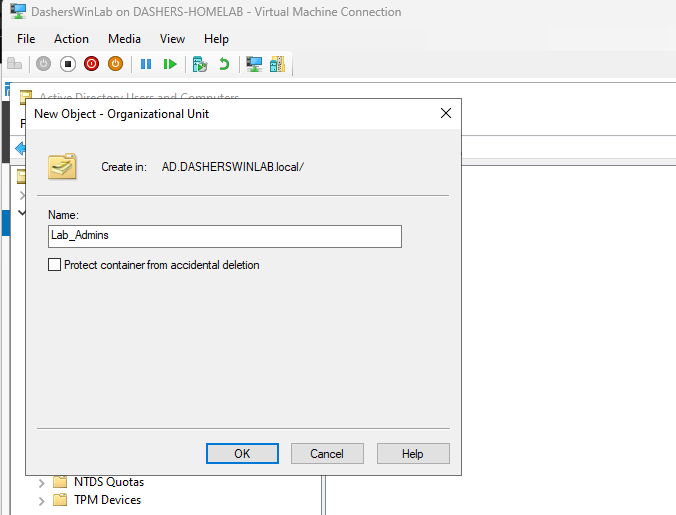 DashersWinLab on DASHERS-HOMELAB - Virtual Machine Connection
File Action Media View Help
Active Directory Users and Computers
New Object - Organizational Unit
Create in: AD.DASHERSWINLAB.local/
Name:
Lab_Admins
Protect container from accidental deletion
OK Cancel Help
NTDS Quotas
TPM Devices